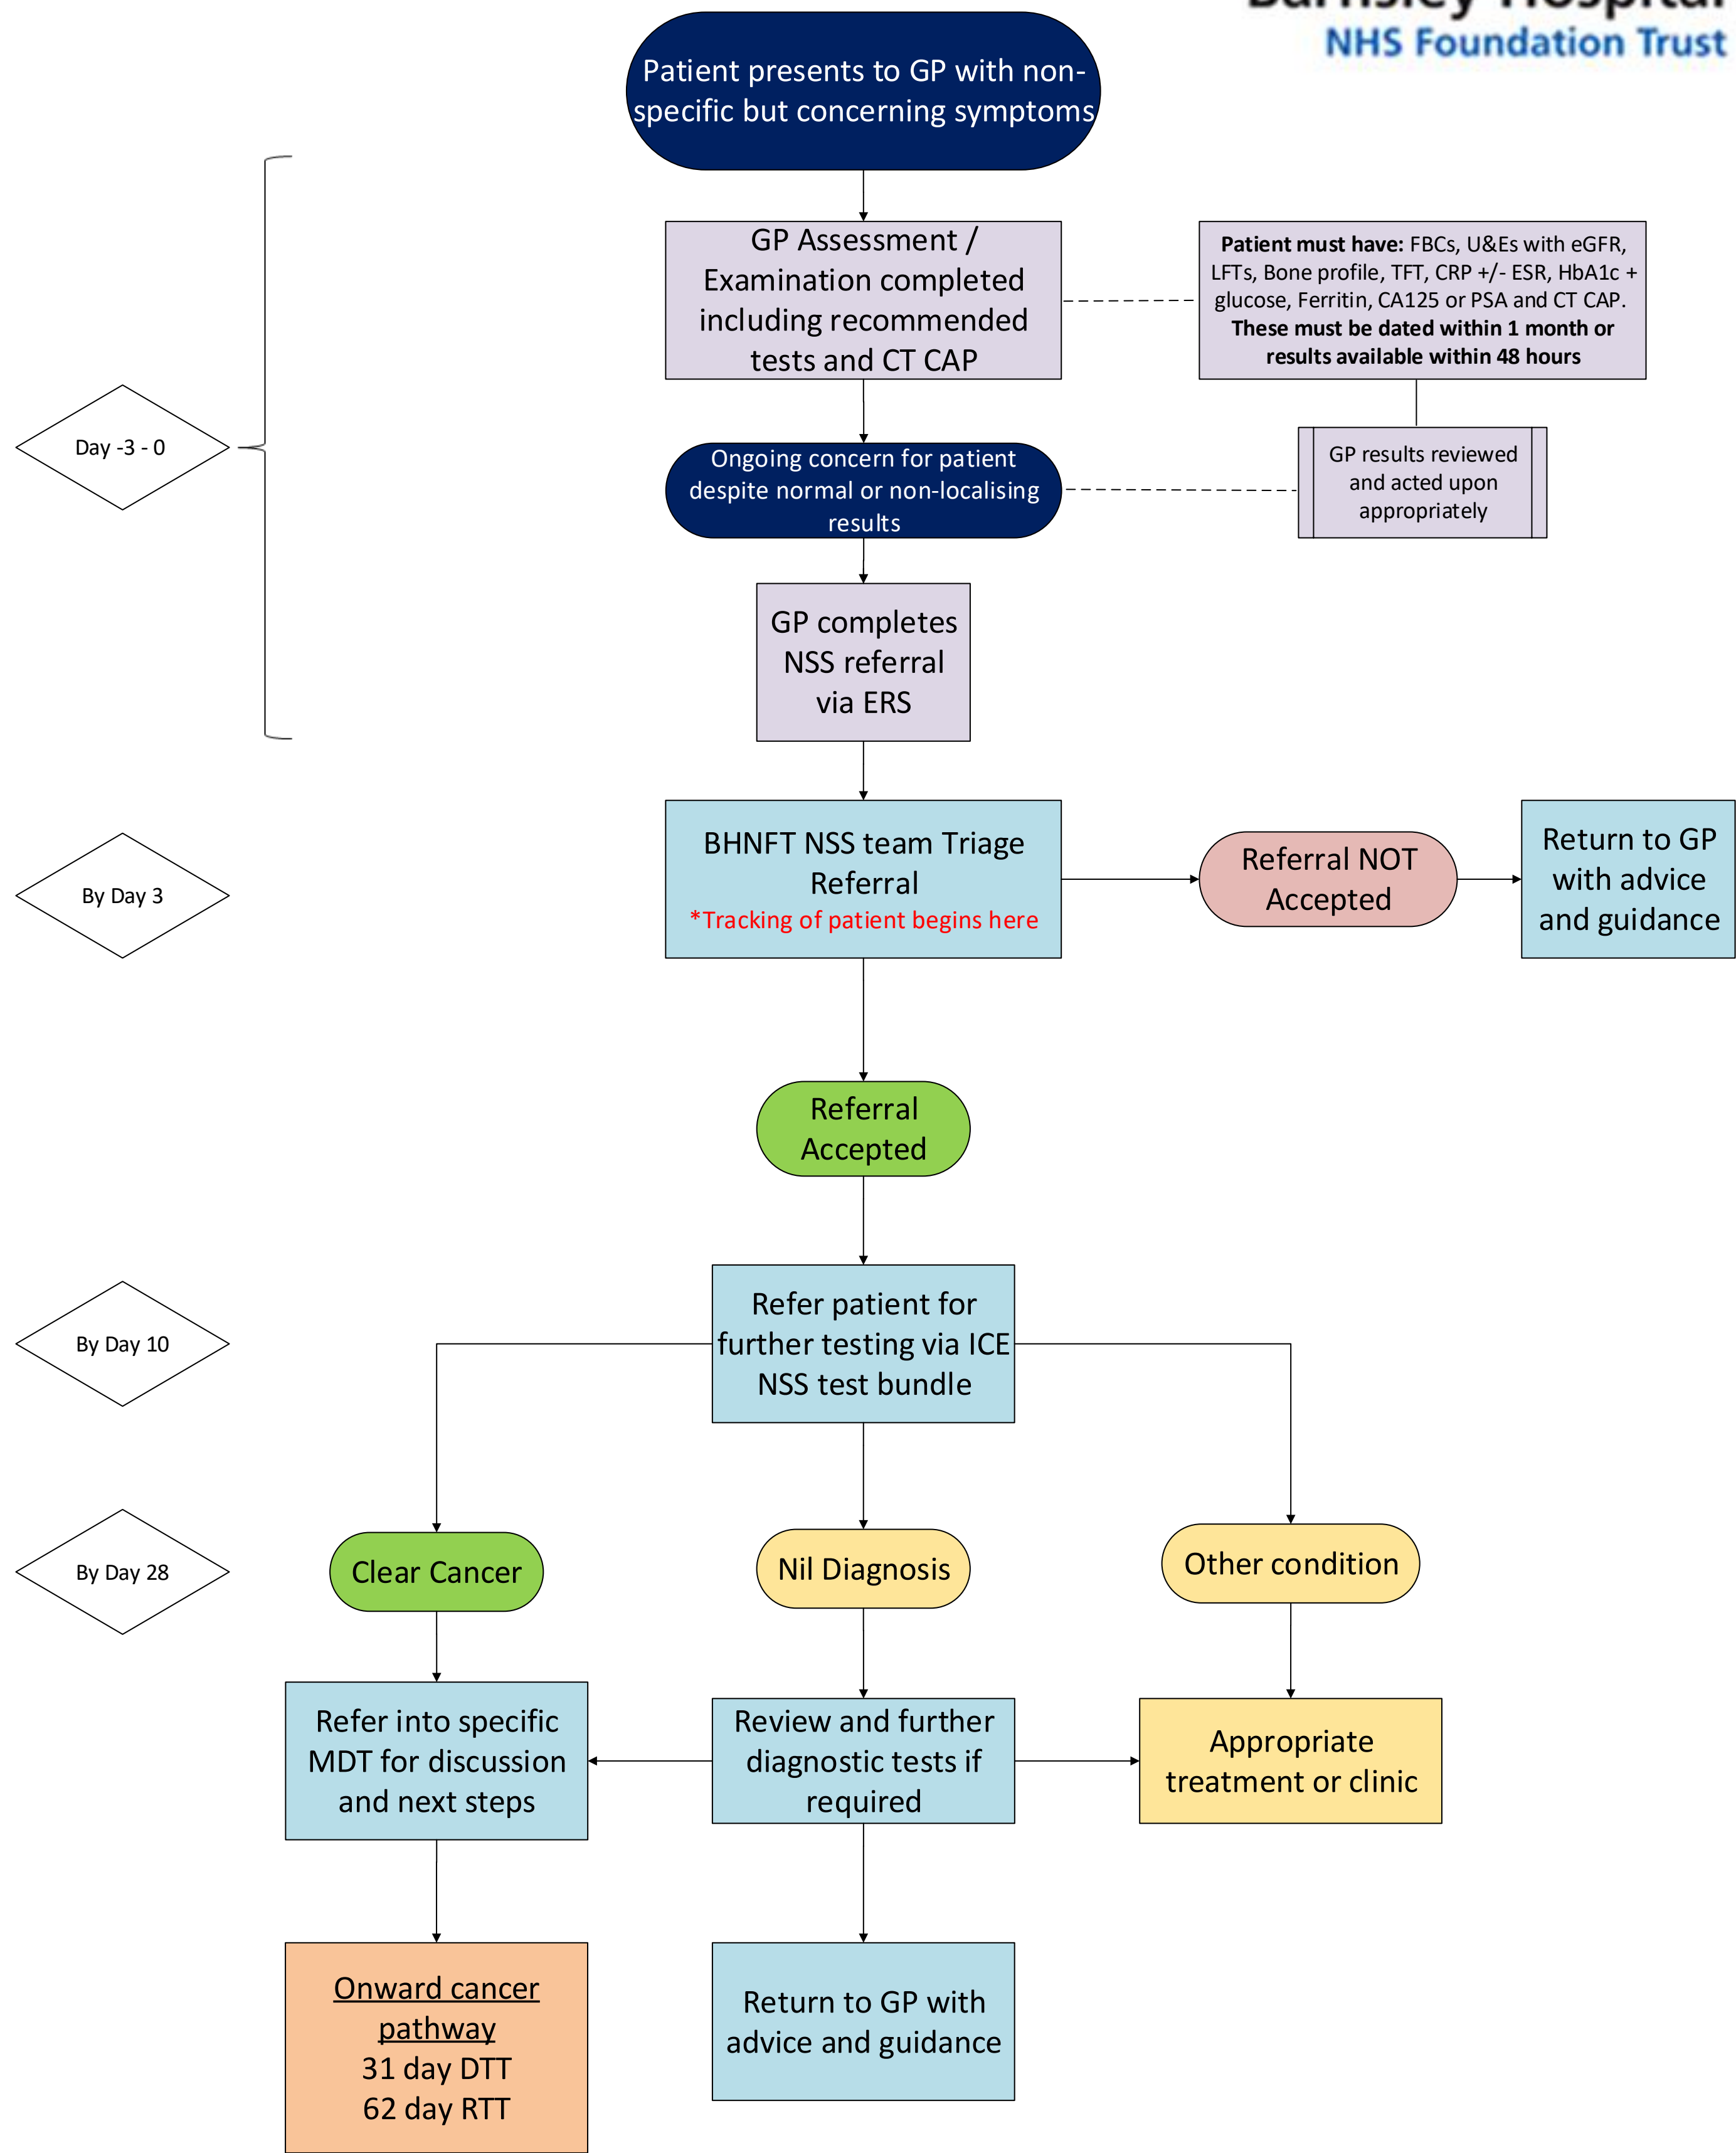 Barnsley Hospital
NHS Foundation Trust
Patient presents to GP with non-
specific but concerning symptoms
GP Assessment /
Examination completed
including recommended
tests and CT CAP
Patient must have: FBCs, U&Es with eGFR,
LFTs, Bone profile, TFT, CRP +/- ESR, HbA1c +
glucose, Ferritin, CA125 or PSA and CT CAP.
These must be dated within 1 month or
results available within 48 hours
Day -3 - 0
Ongoing concern for patient
despite normal or non-localising
results
GP results reviewed
and acted upon
appropriately
GP completes
NSS referral
via ERS
By Day 3
BHNFT NSS team Triage
Referral
*Tracking of patient begins here
Referral NOT
Accepted
Return to GP
with advice
and guidance
Referral
Accepted
By Day 10
Refer patient for
further testing via ICE
NSS test bundle
By Day 28
Clear Cancer
Nil Diagnosis
Other condition
Refer into specific
MDT for discussion
and next steps
Review and further
diagnostic tests if
required
Appropriate
treatment or clinic
Onward cancer
pathway
31 day DTT
62 day RTT
Return to GP with
advice and guidance